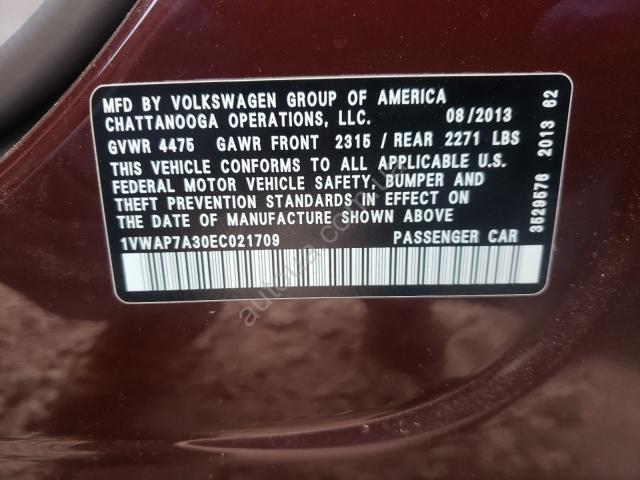 MFD BY VOLKSWAGEN GROUP OF AMERICA
CHATTANOOGA OPERATIONS, LLC. 08/2013
GVWR 4475 GAWR FRONT 2315 / REAR 2271 LBS
THIS VEHICLE CONFORMS TO ALL APPLICABLE U.S.
FEDERAL MOTOR VEHICLE SAFETY, BUMPER AND
THEFT PREVENTION STANDARDS IN EFFECT ON
THE DATE OF MANUFACTURE SHOWN ABOVE
1VWAP7A30EC021709 PASSENGER CAR
3529576 2013 62